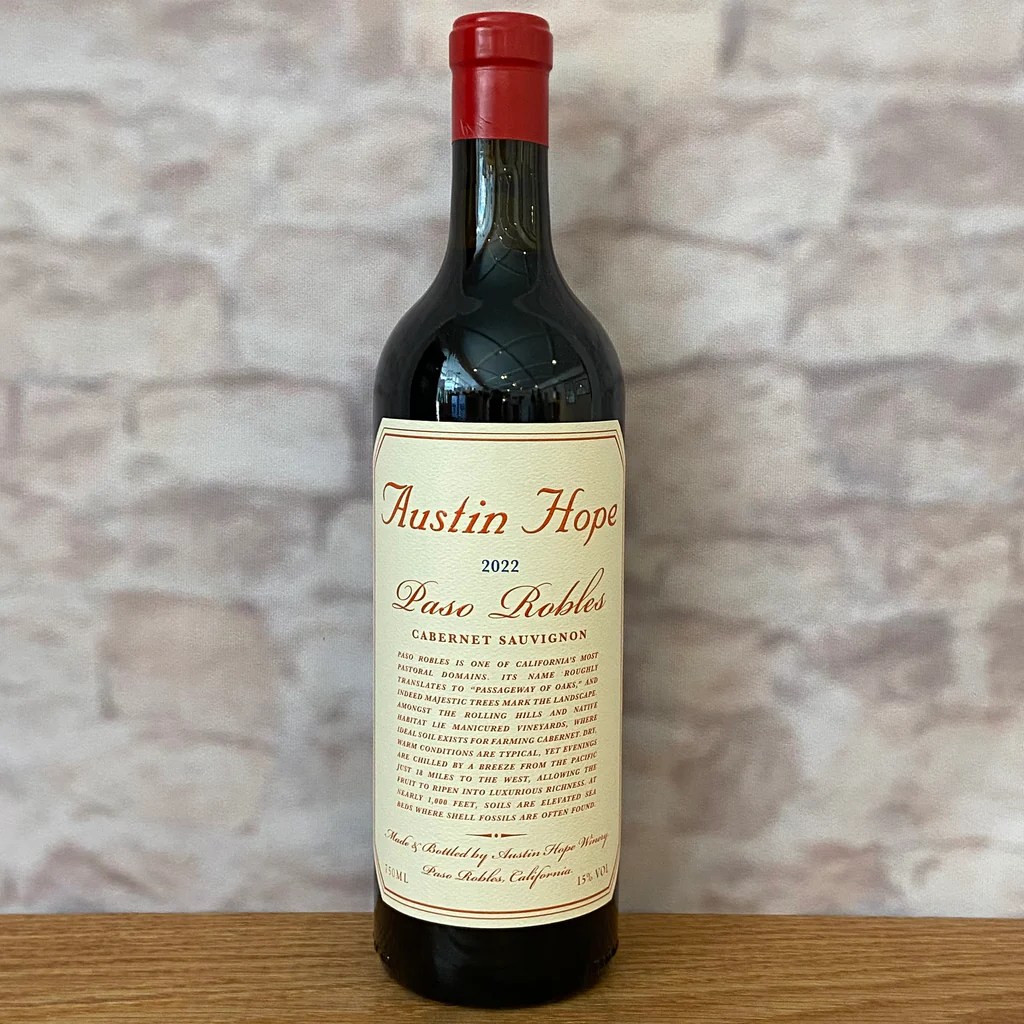 Austin Hope
2022
Paso Robles
CABERNET SAUVIGNON
PASO ROBLES IS ONE OF CALIFORNIA'S MOST
PASTORAL DOMAINS. ITS NAME ROUGHLY
TRANSLATES TO "PASSAGEWAY OF OAKS," AND
INDEED MAJESTIC TREES MARK THE LANDSCAPE.
AMONGST THE ROLLING HILLS AND NATIVE
HABITAT LIE MANICURED VINEYARDS, WHERE
IDEAL SOIL EXISTS FOR FARMING CABERNET. DRY,
WARM CONDITIONS ARE TYPICAL, YET EVENINGS
ARE CHILLED BY A BREEZE FROM THE PACIFIC
JUST 18 MILES TO THE WEST, ALLOWING THE
FRUIT TO RIPEN INTO LUXURIOUS RICHNESS. AT
NEARLY 1,000 FEET, SOILS ARE ELEVATED SEA
BEDS WHERE SHELL FOSSILS ARE OFTEN FOUND.
Made & Bottled by Austin Hope Winery
Paso Robles, California
750ML 15% VOL